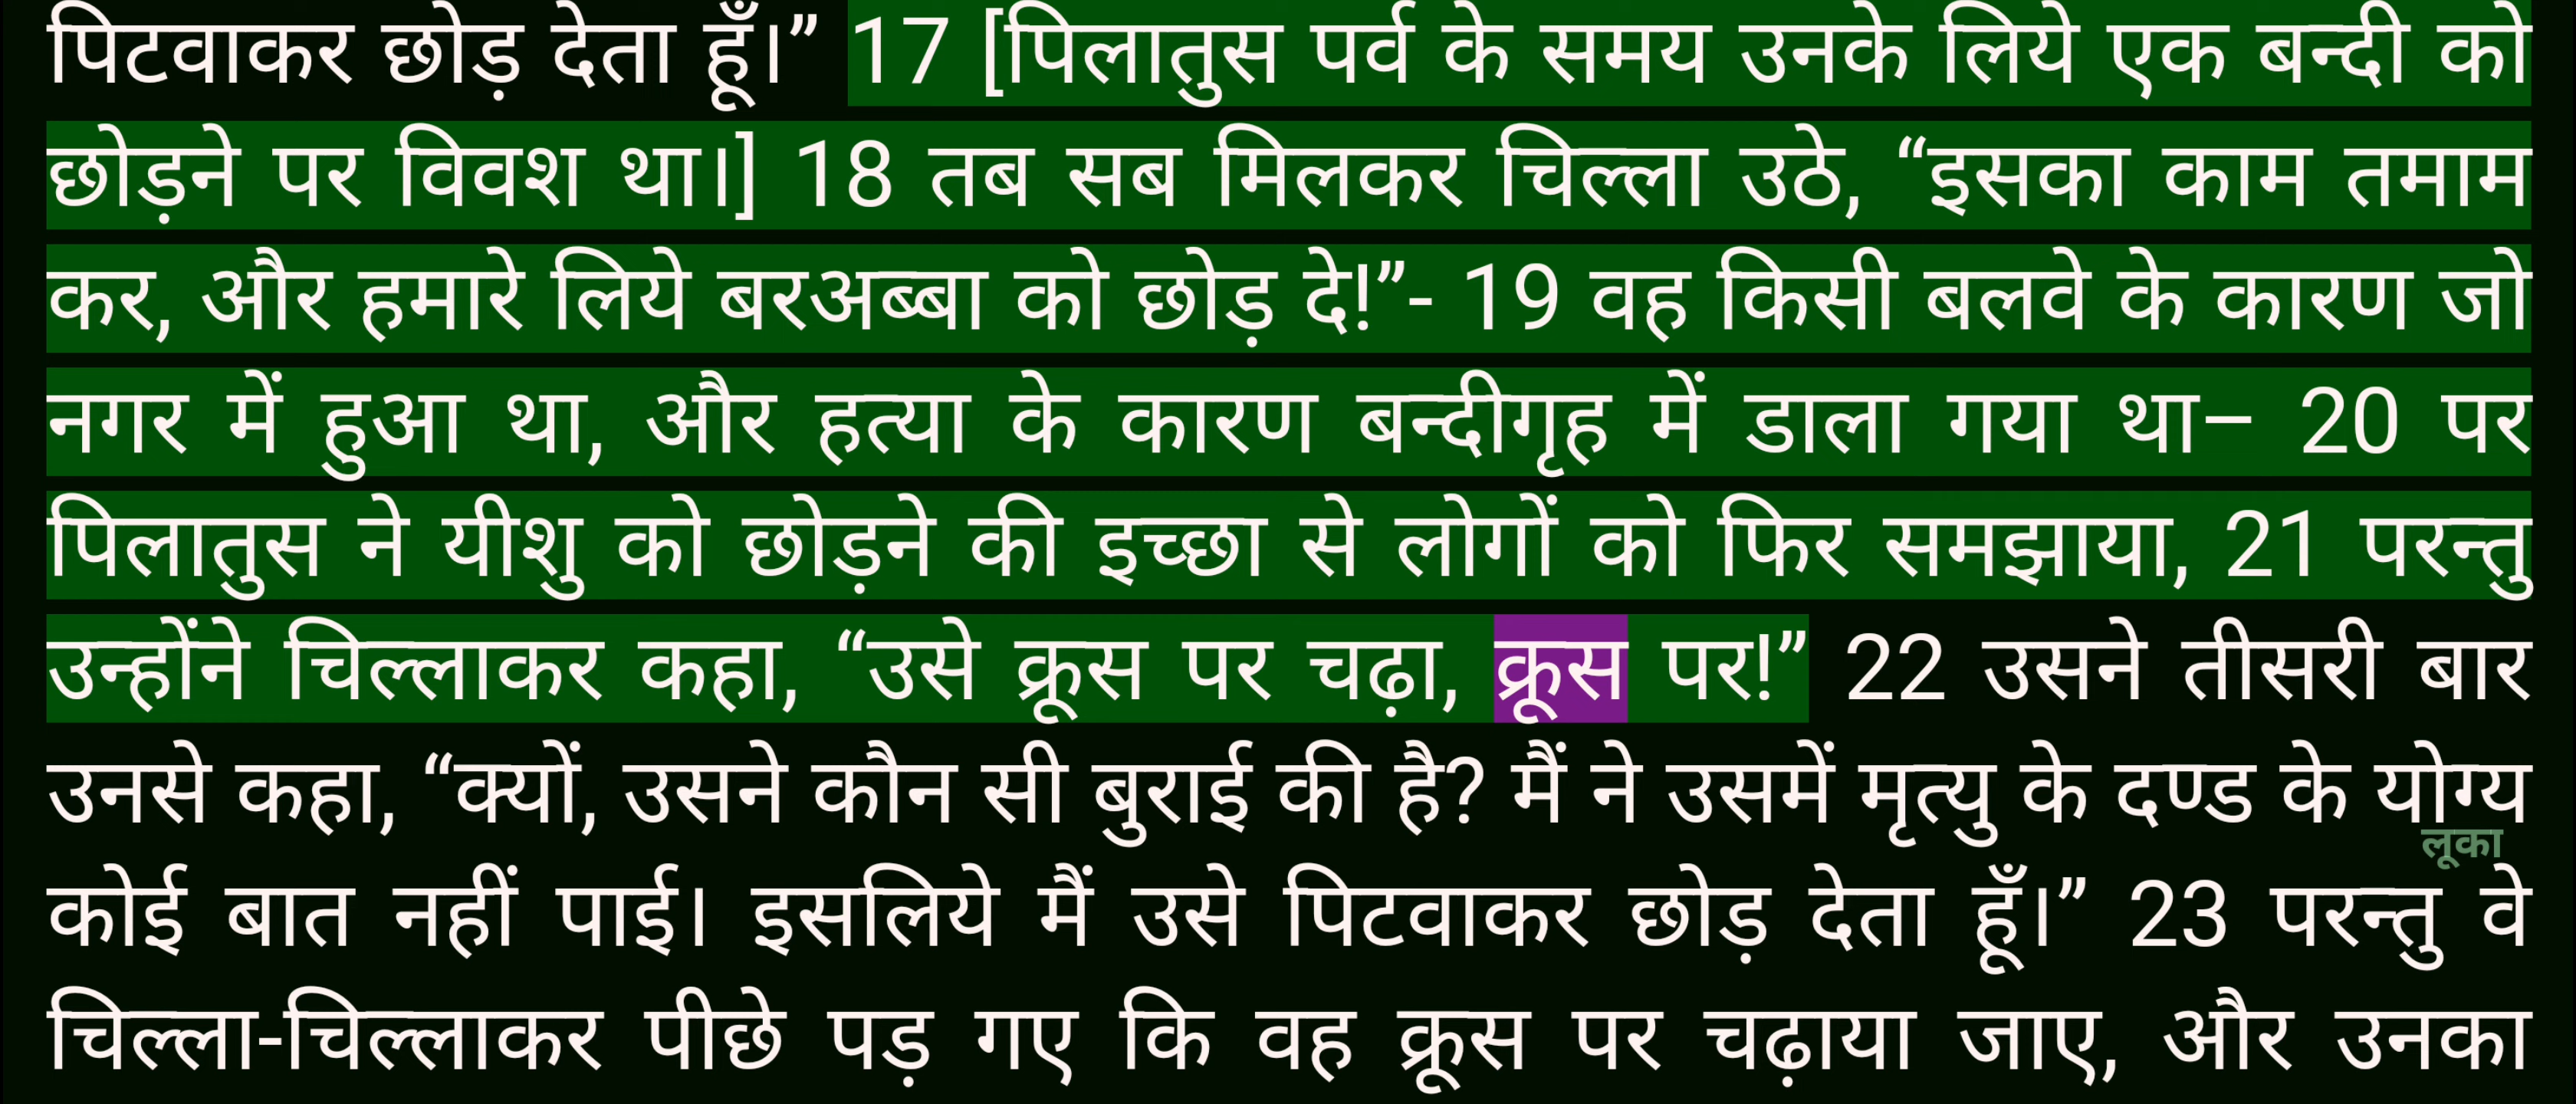 पिटवाकर छोड़ देता हूँ।” 17 [पिलातुस पर्व के समय उनके लिये एक बन्दी को
छोड़ने पर विवश था।] 18 तब सब मिलकर चिल्ला उठे, “इसका काम तमाम
कर, और हमारे लिये बरअब्बा को छोड़ दे!”- 19 वह किसी बलवे के कारण जो
नगर में हुआ था, और हत्या के कारण बन्दीगृह में डाला गया था– 20 पर
पिलातुस ने यीशु को छोड़ने की इच्छा से लोगों को फिर समझाया, 21 परन्तु
उन्होंने चिल्लाकर कहा, “उसे क्रूस पर चढ़ा, क्रूस पर!” 22 उसने तीसरी बार
उनसे कहा, “क्यों, उसने कौन सी बुराई की है? मैं ने उसमें मृत्यु के दण्ड के योग्य
लूका
कोई बात नहीं पाई। इसलिये मैं उसे पिटवाकर छोड़ देता हूँ।” 23 परन्तु वे
चिल्ला-चिल्लाकर पीछे पड़ गए कि वह क्रूस पर चढ़ाया जाए, और उनका